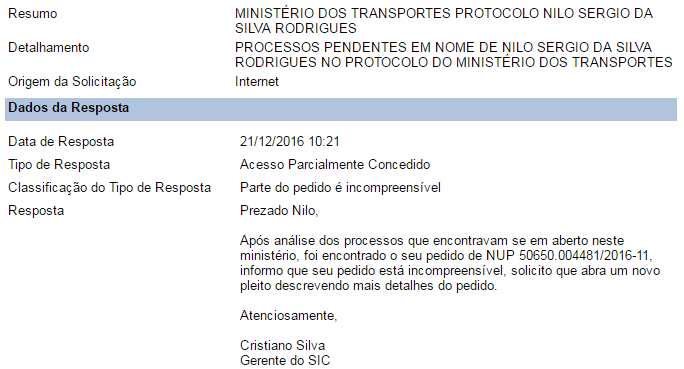 Resumo MINISTÉRIO DOS TRANSPORTES PROTOCOLO NILO SERGIO DA
SILVA RODRIGUES
Detalhamento PROCESSOS PENDENTES EM NOME DE NILO SERGIO DA SILVA
RODRIGUES NO PROTOCOLO DO MINISTÉRIO DOS TRANSPORTES
Origem da Solicitação Internet
Dados da Resposta
Data de Resposta 21/12/2016 10:21
Tipo de Resposta Acesso Parcialmente Concedido
Classificação do Tipo de Resposta Parte do pedido é incompreensível
Resposta Prezado Nilo,
Após análise dos processos que encontravam se em aberto neste
ministério, foi encontrado o seu pedido de NUP 50650.004481/2016-11,
informo que seu pedido está incompreensível, solicito que abra um novo
pleito descrevendo mais detalhes do pedido.
Atenciosamente,
Cristiano Silva
Gerente do SIC